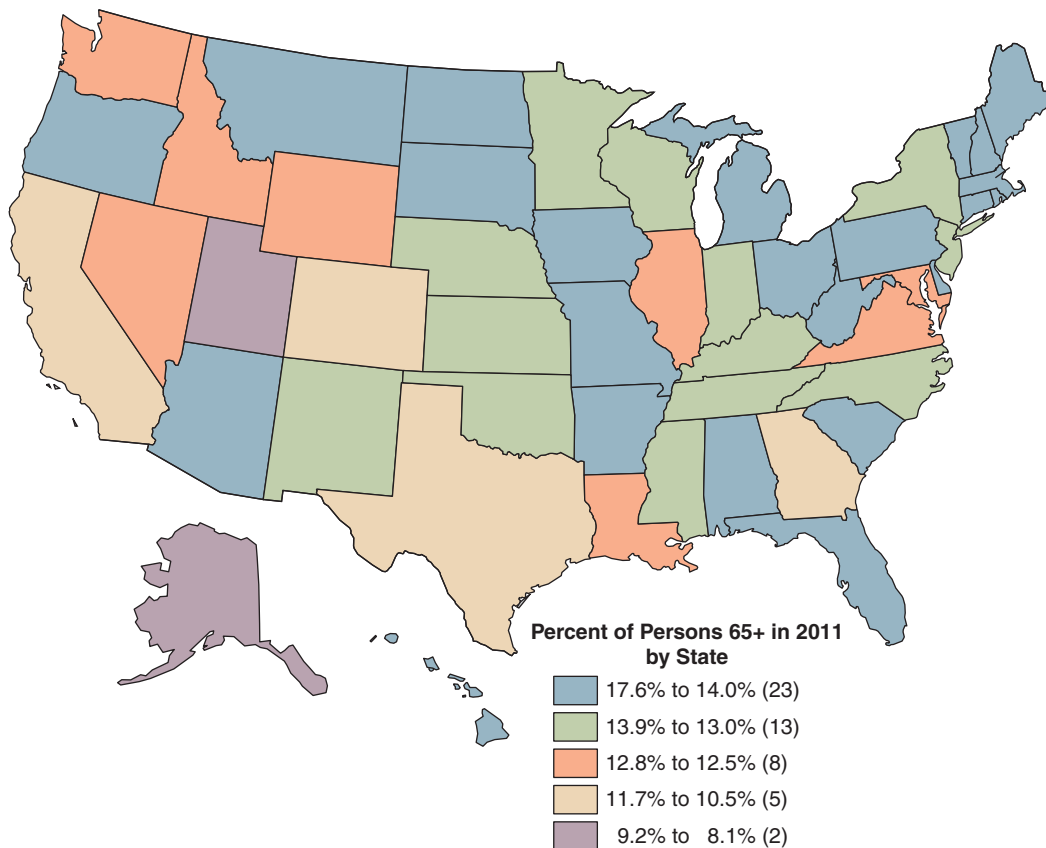 Percent of Persons 65+ in 2011
by State
17.6% to 14.0% (23)
13.9% to 13.0% (13)
12.8% to 12.5% (8)
11.7% to 10.5% (5)
9.2% to 8.1% (2)